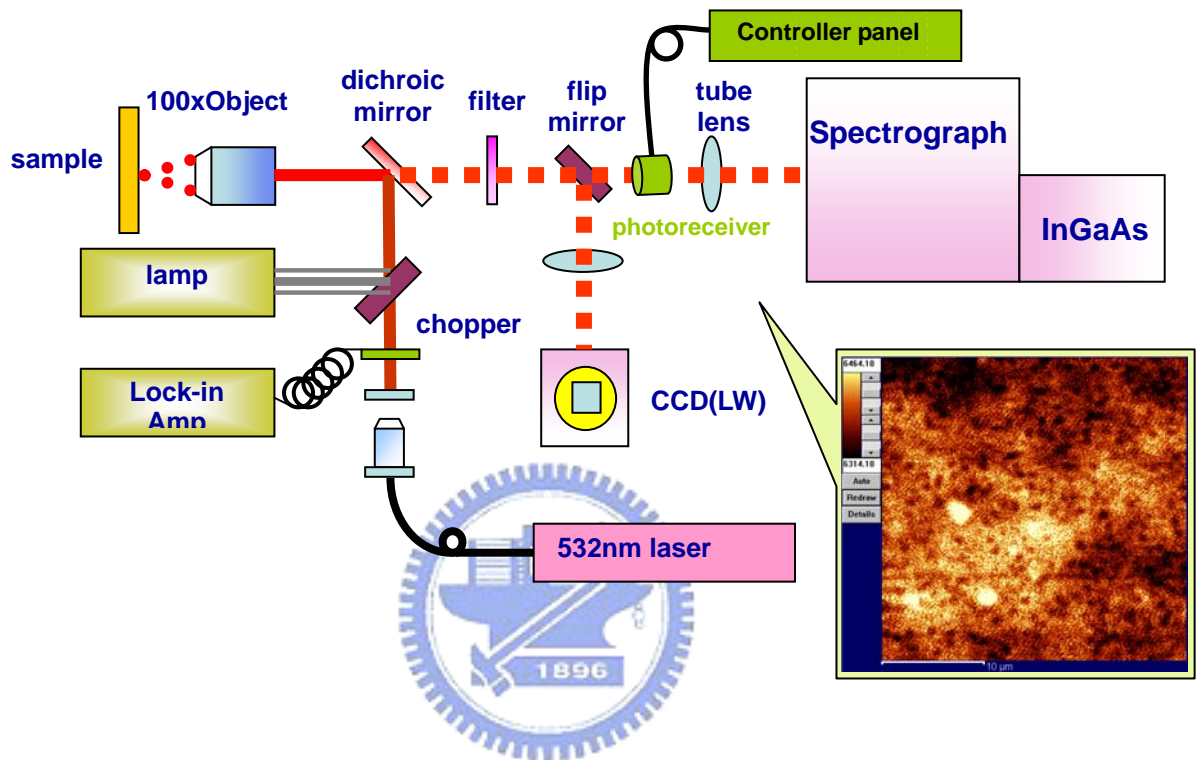 Controller panel
dichroic
mirror
100xObject
filter
flip
mirror
tube
lens
Spectrograph
sample
photoreceiver
InGaAs
lamp
chopper
Lock-in
Amp
CCD(LW)
532nm laser
1896
6464.10
6314.10
Auto
Redraw
Details
10 µm